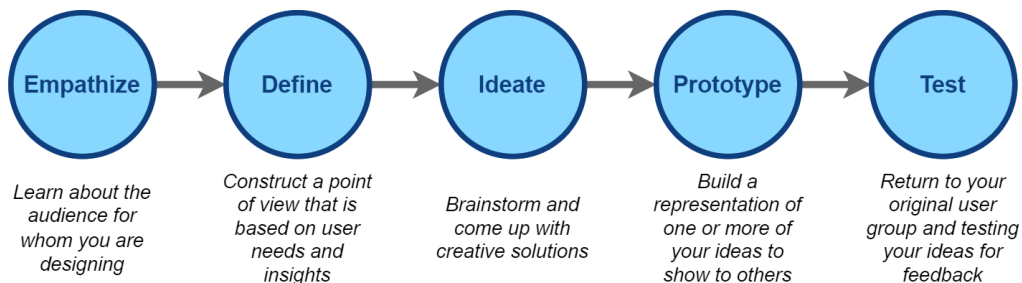 Empathize
Define
Ideate
Prototype
Test
Learn about the
audience for
whom you are
designing
Construct a point
of view that is
based on user
needs and
insights
Brainstorm and
come up with
creative solutions
Build a
representation of
one or more of
your ideas to
show to others
Return to your
original user
group and testing
your ideas for
feedback